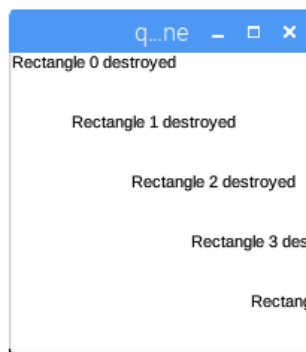 q...ne
Rectangle 0 destroyed
Rectangle 1 destroyed
Rectangle 2 destroyed
Rectangle 3 des
Rectang